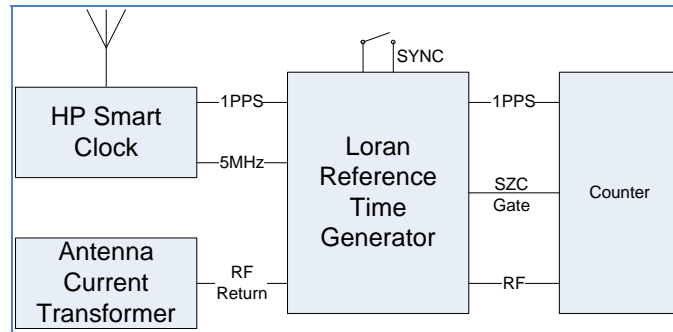 HP Smart
Clock
1PPS
5MHz
SYNC
Loran
Reference
Time
Generator
1PPS
SZC
Gate
RF
Counter
Antenna
Current
Transformer
RF
Return